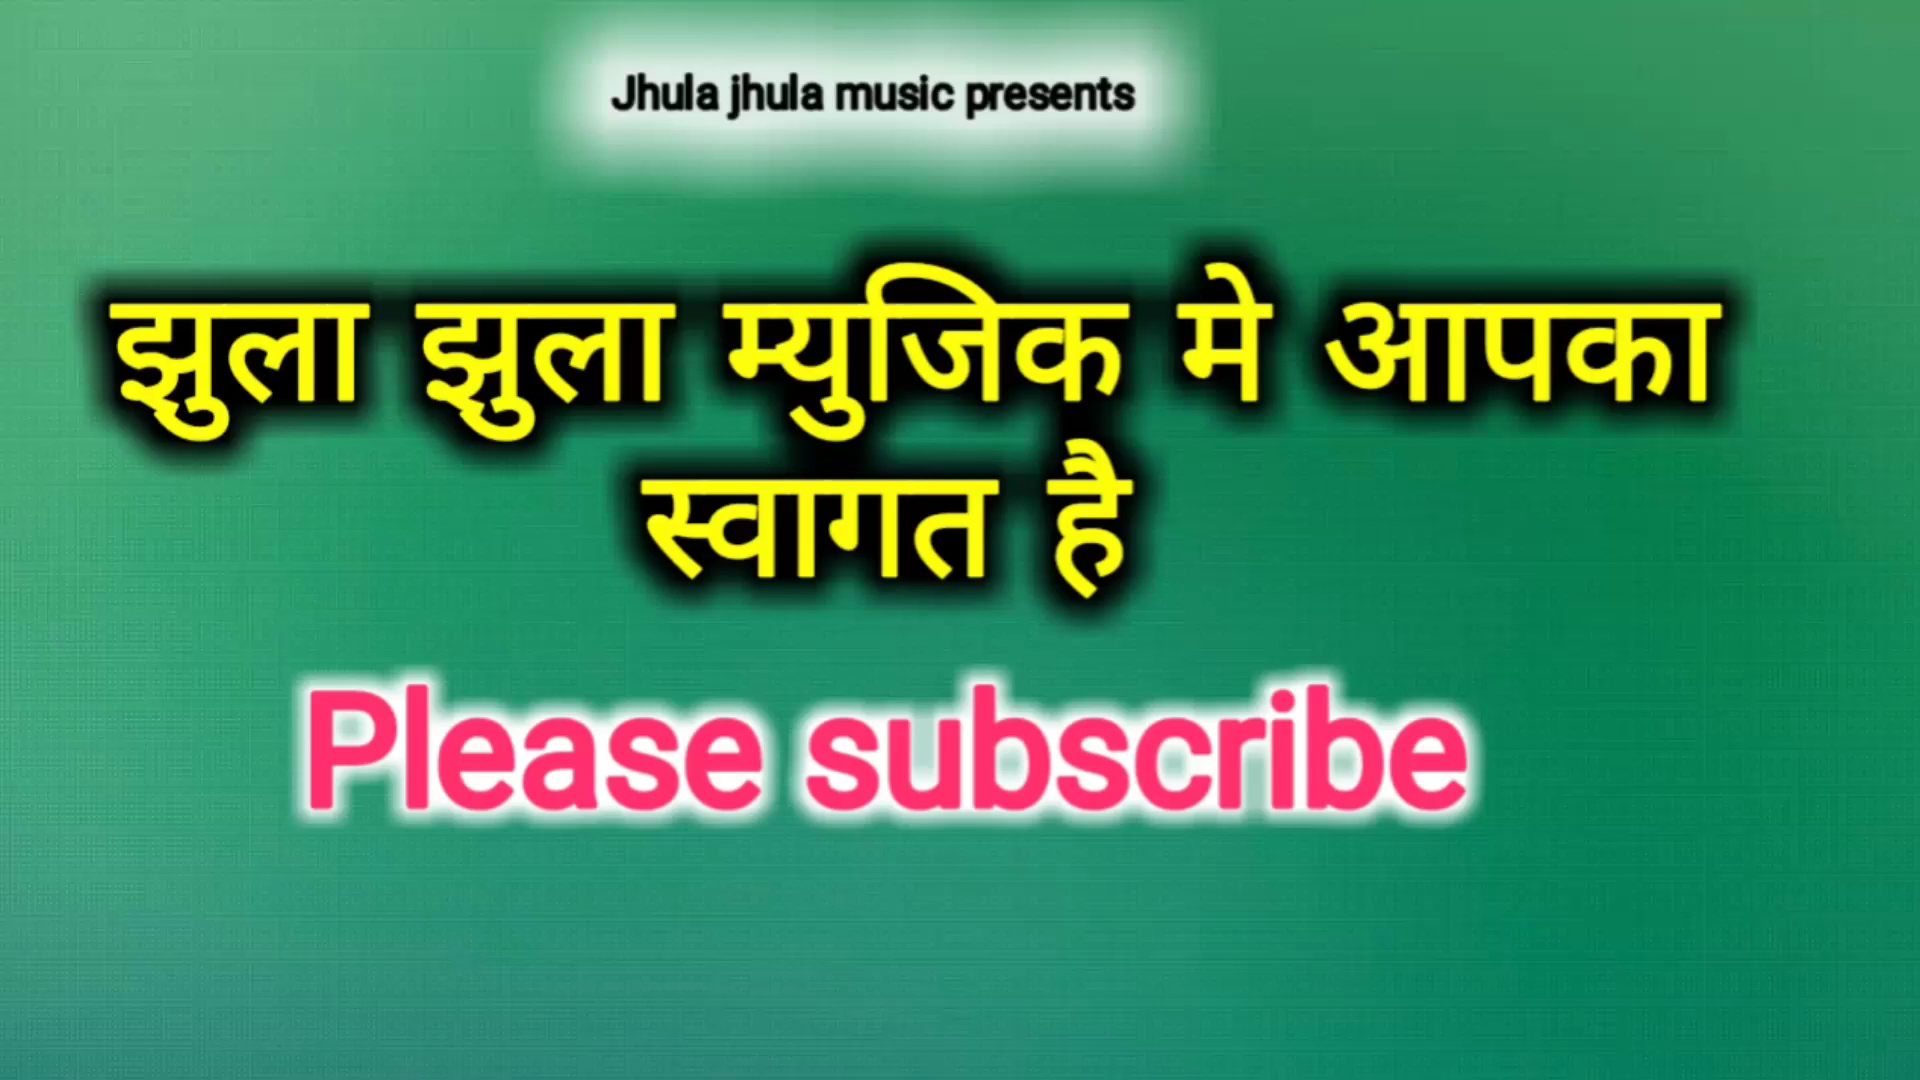 Jhula jhula music presents
झुला झुला म्युजिक मे आपका
स्वागत है
Please subscribe